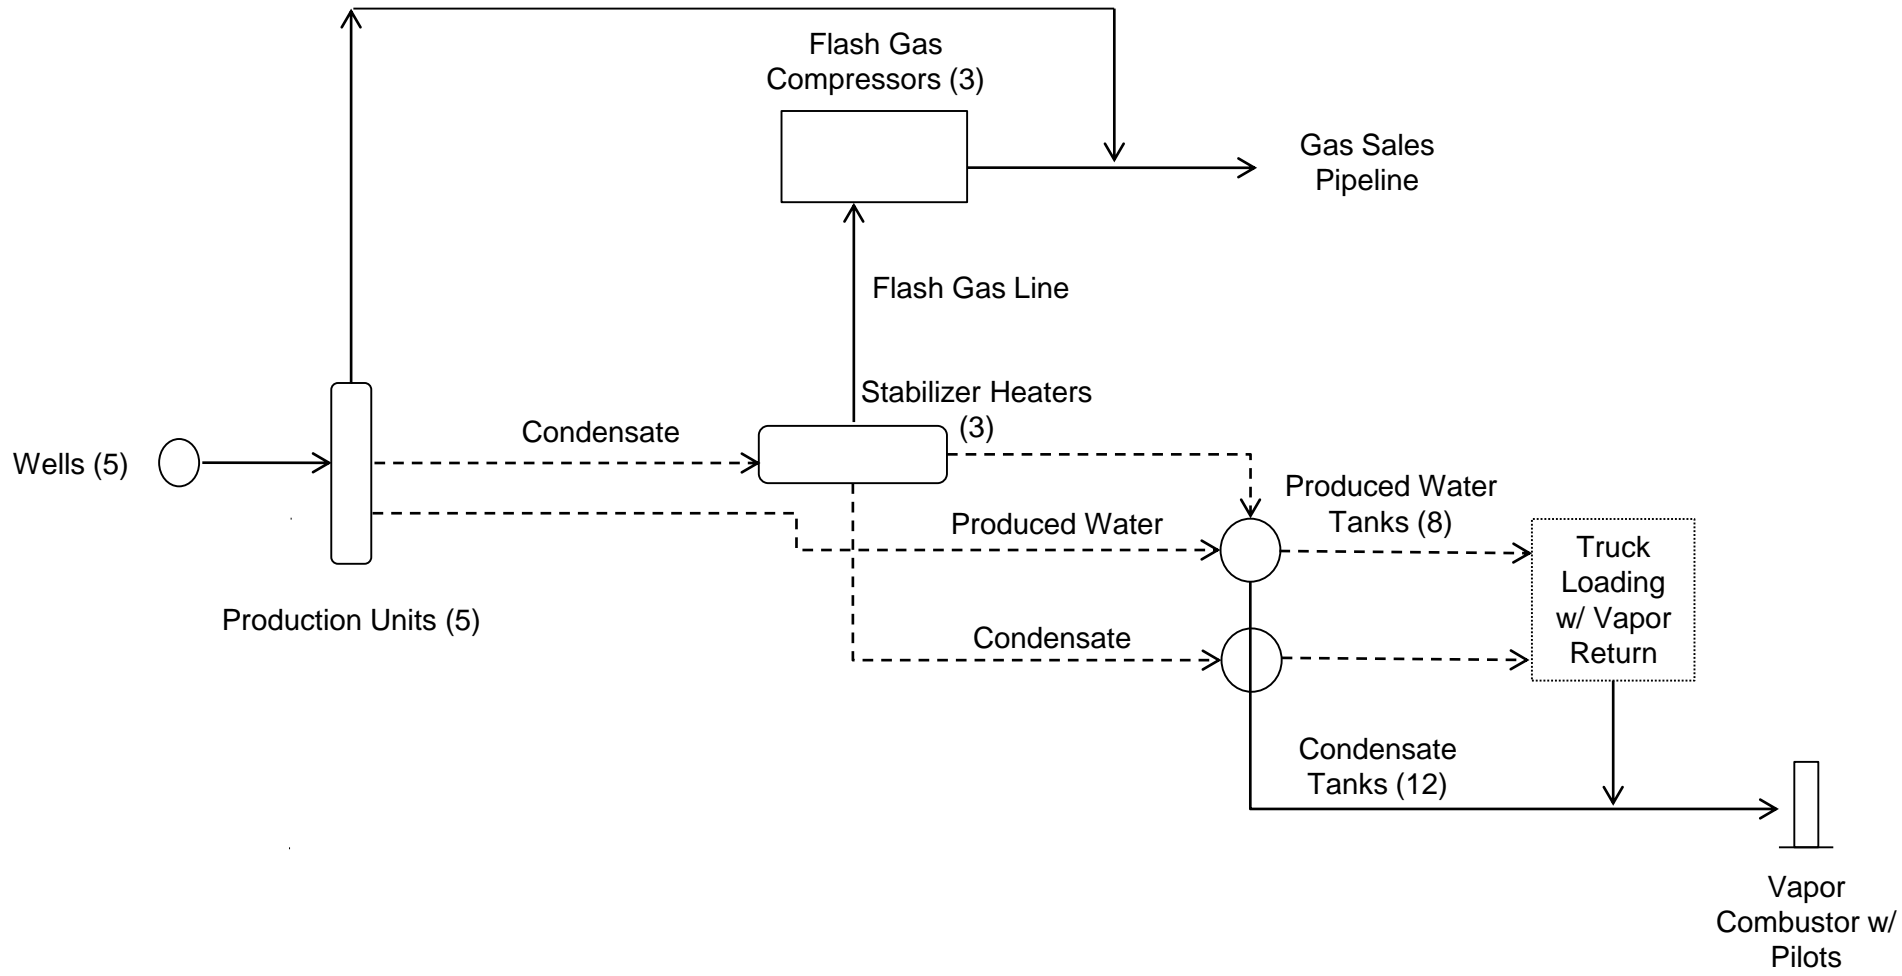 Flash Gas
Compressors (3)
Gas Sales
Pipeline
Flash Gas Line
Stabilizer Heaters
(3)
Condensate
Wells (5)
Produced Water
Tanks (8)
Produced Water
Truck
Loading
w/ Vapor
Return
Production Units (5)
Condensate
Condensate
Tanks (12)
Vapor
Combustor w/
Pilots